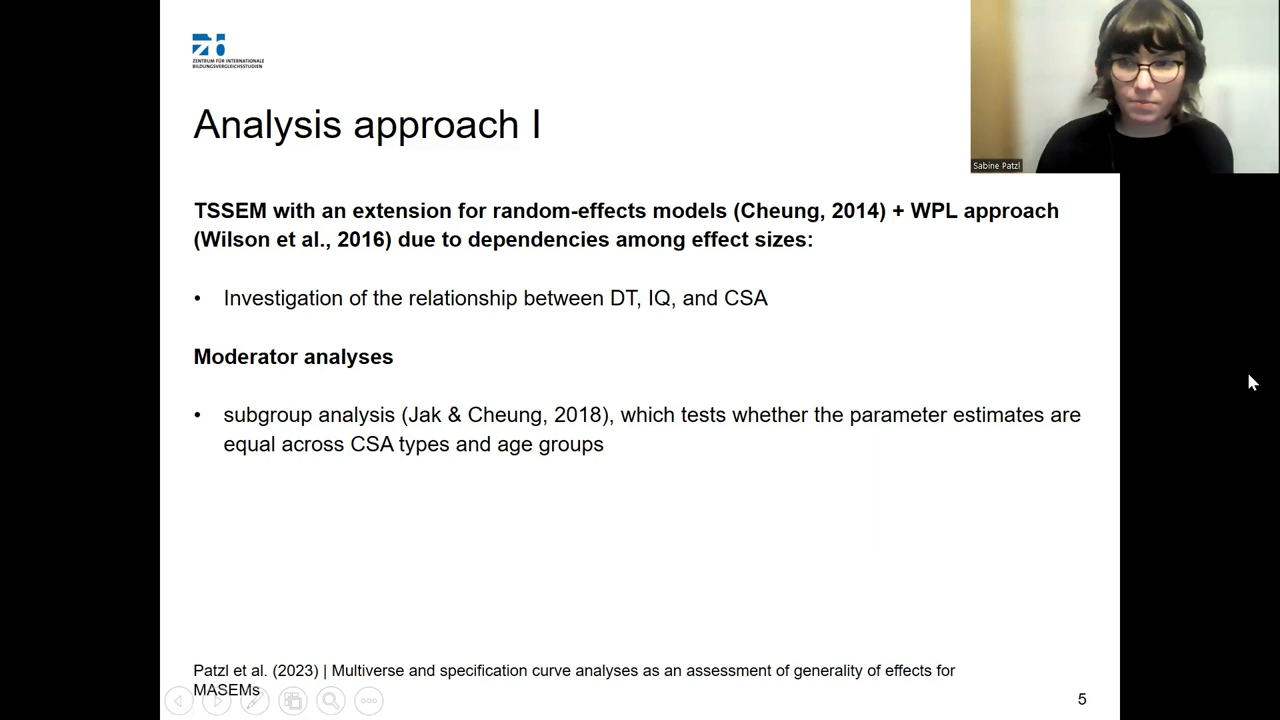 ZENTRUM FÜR INTERNATIONALE
BILDUNGSVERGLEICHSSTUDIEN
Analysis approach I
Sabine Patzl
TSSEM with an extension for random-effects models (Cheung, 2014) + WPL approach
(Wilson et al., 2016) due to dependencies among effect sizes:
• Investigation of the relationship between DT, IQ, and CSA
Moderator analyses
• subgroup analysis (Jak & Cheung, 2018), which tests whether the parameter estimates are
equal across CSA types and age groups
Patzl et al. (2023) | Multiverse and specification curve analyses as an assessment of generality of effects for
MASEMs
5